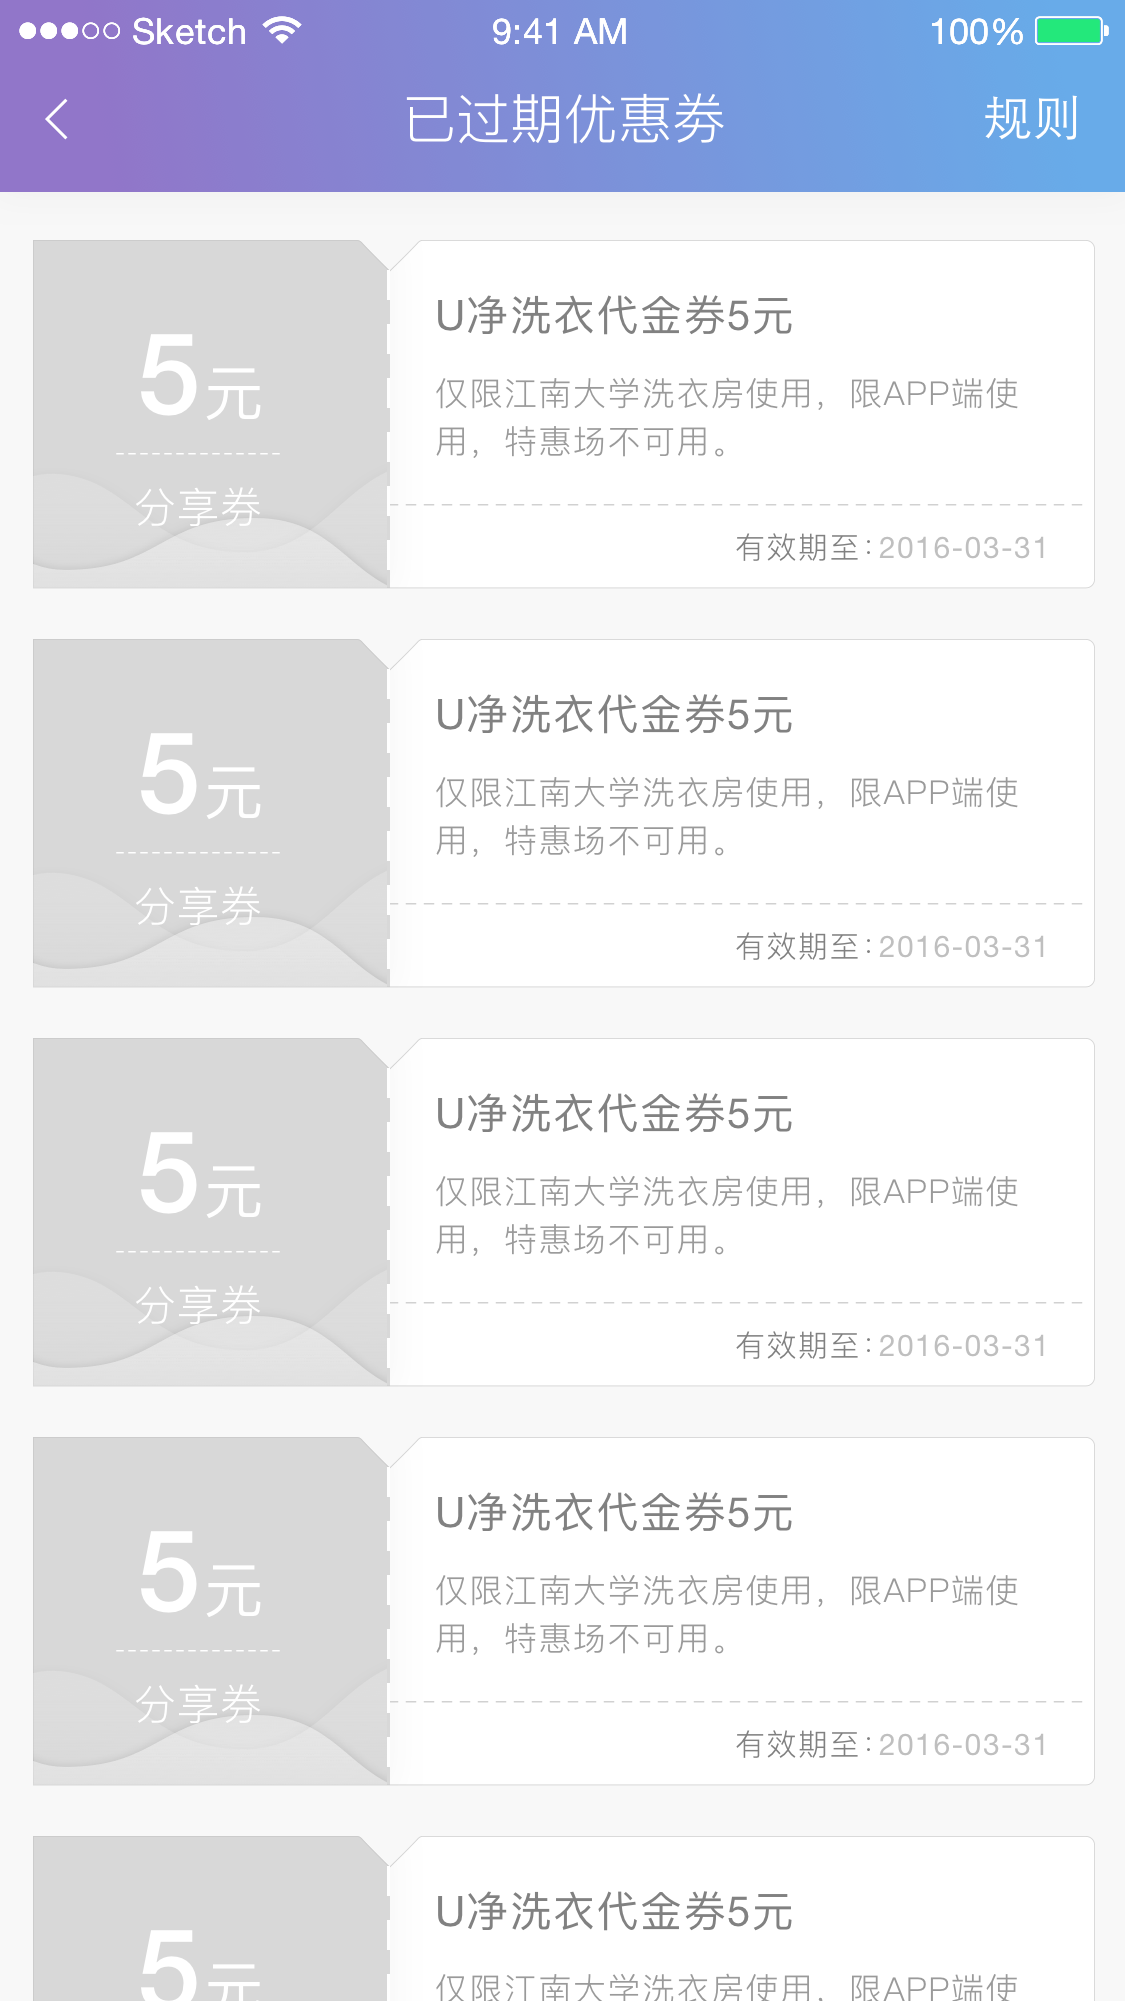 Sketch 9:41 AM 100%
已过期优惠券 规则
U净洗衣代金券5元
5元
仅限江南大学洗衣房使用，限APP端使
用，特惠场不可用。
分享券
有效期至：2016-03-31
U净洗衣代金券5元
5元
仅限江南大学洗衣房使用，限APP端使
用，特惠场不可用。
分享券
有效期至：2016-03-31
U净洗衣代金券5元
5元
仅限江南大学洗衣房使用，限APP端使
用，特惠场不可用。
分享券
有效期至：2016-03-31
U净洗衣代金券5元
5元
仅限江南大学洗衣房使用，限APP端使
用，特惠场不可用。
分享券
有效期至：2016-03-31
U净洗衣代金券5元
5元
仅限江南大学洗衣房使用，限APP端使